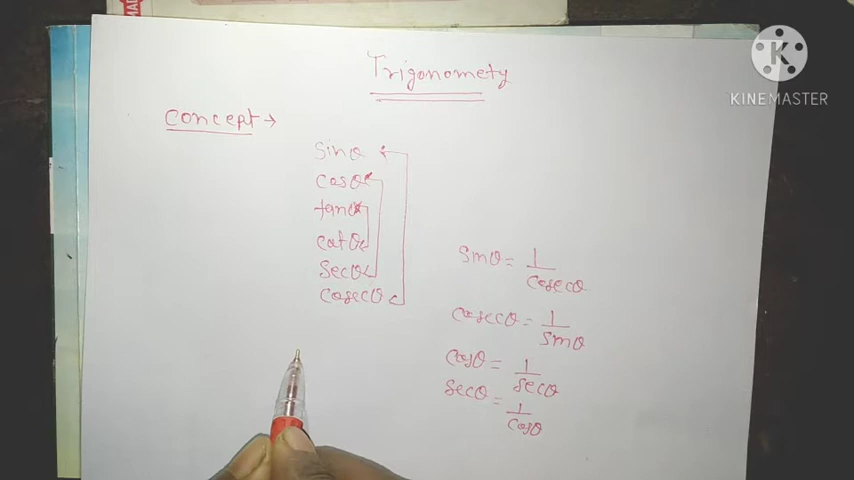 Trigonomety
Concept →
Sinθ
Cosθ
tanθ
Catθ
Secθ
Cosecθ
Sinθ = 1/Cosecθ
Cosecθ = 1/Sinθ
Cosθ = 1/Secθ
Secθ = 1/Cosθ
KINEMASTER